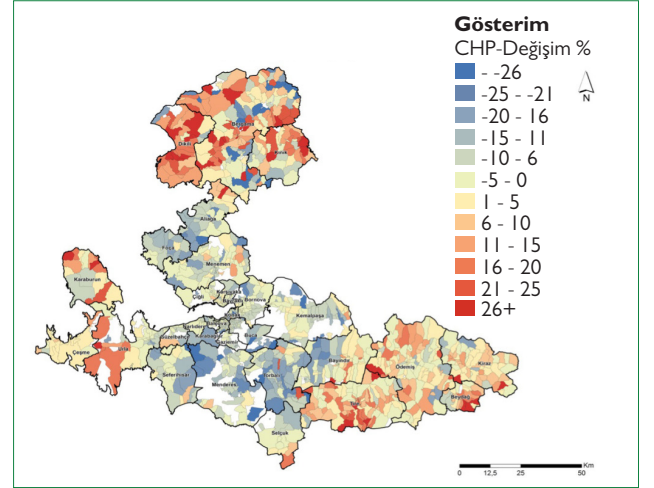 Gösterim
CHP-Değişim %
- -26
-25 - -21
-20 - 16
-15 - 11
-10 - 6
-5 - 0
1 - 5
6 - 10
11 - 15
16 - 20
21 - 25
26+
N
Bergama
Dikili
Kınık
Aliağa
Foça
Menemen
Karaburun
Çiğli
Karşıyaka
Bornova
Kemalpaşa
Çeşme
Urla
Güzelbahçe
Buca
Seferihisar
Menderes
Torbalı
Bayındır
Ödemiş
Kiraz
Tire
Beydağ
Selçuk
Km
0 12,5 25 50